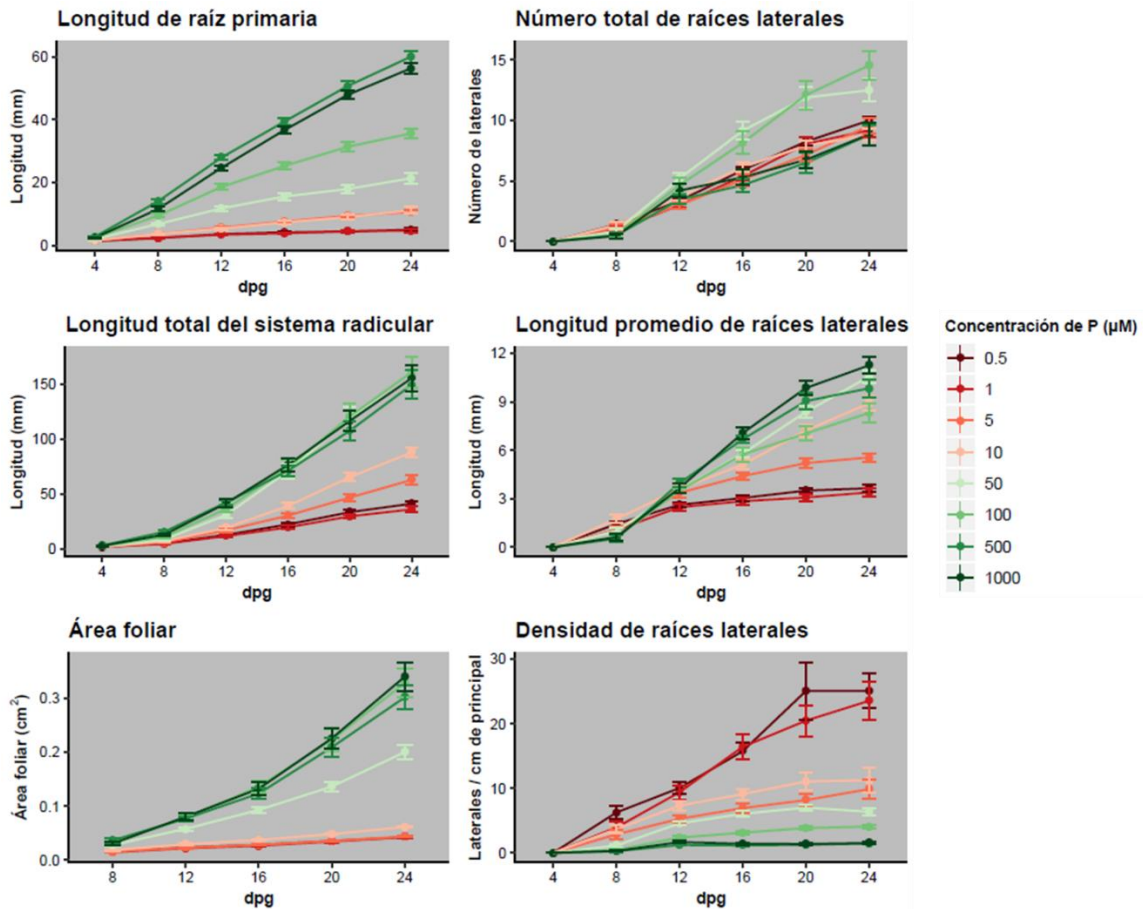 Longitud de raíz primaria
Longitud (mm)
60
40
20
0
4 8 12 16 20 24
dpg
Número total de raíces laterales
Número de laterales
15
10
5
0
4 8 12 16 20 24
dpg
Longitud total del sistema radicular
Longitud (mm)
150
100
50
0
4 8 12 16 20 24
dpg
Longitud promedio de raíces laterales
Longitud (mm)
12
9
6
3
0
4 8 12 16 20 24
dpg
Concentración de P (µM)
0.5
1
5
10
50
100
500
1000
Área foliar
Área foliar (cm²)
0.3
0.2
0.1
0.0
8 12 16 20 24
dpg
Densidad de raíces laterales
Laterales / cm de principal
30
20
10
0
4 8 12 16 20 24
dpg